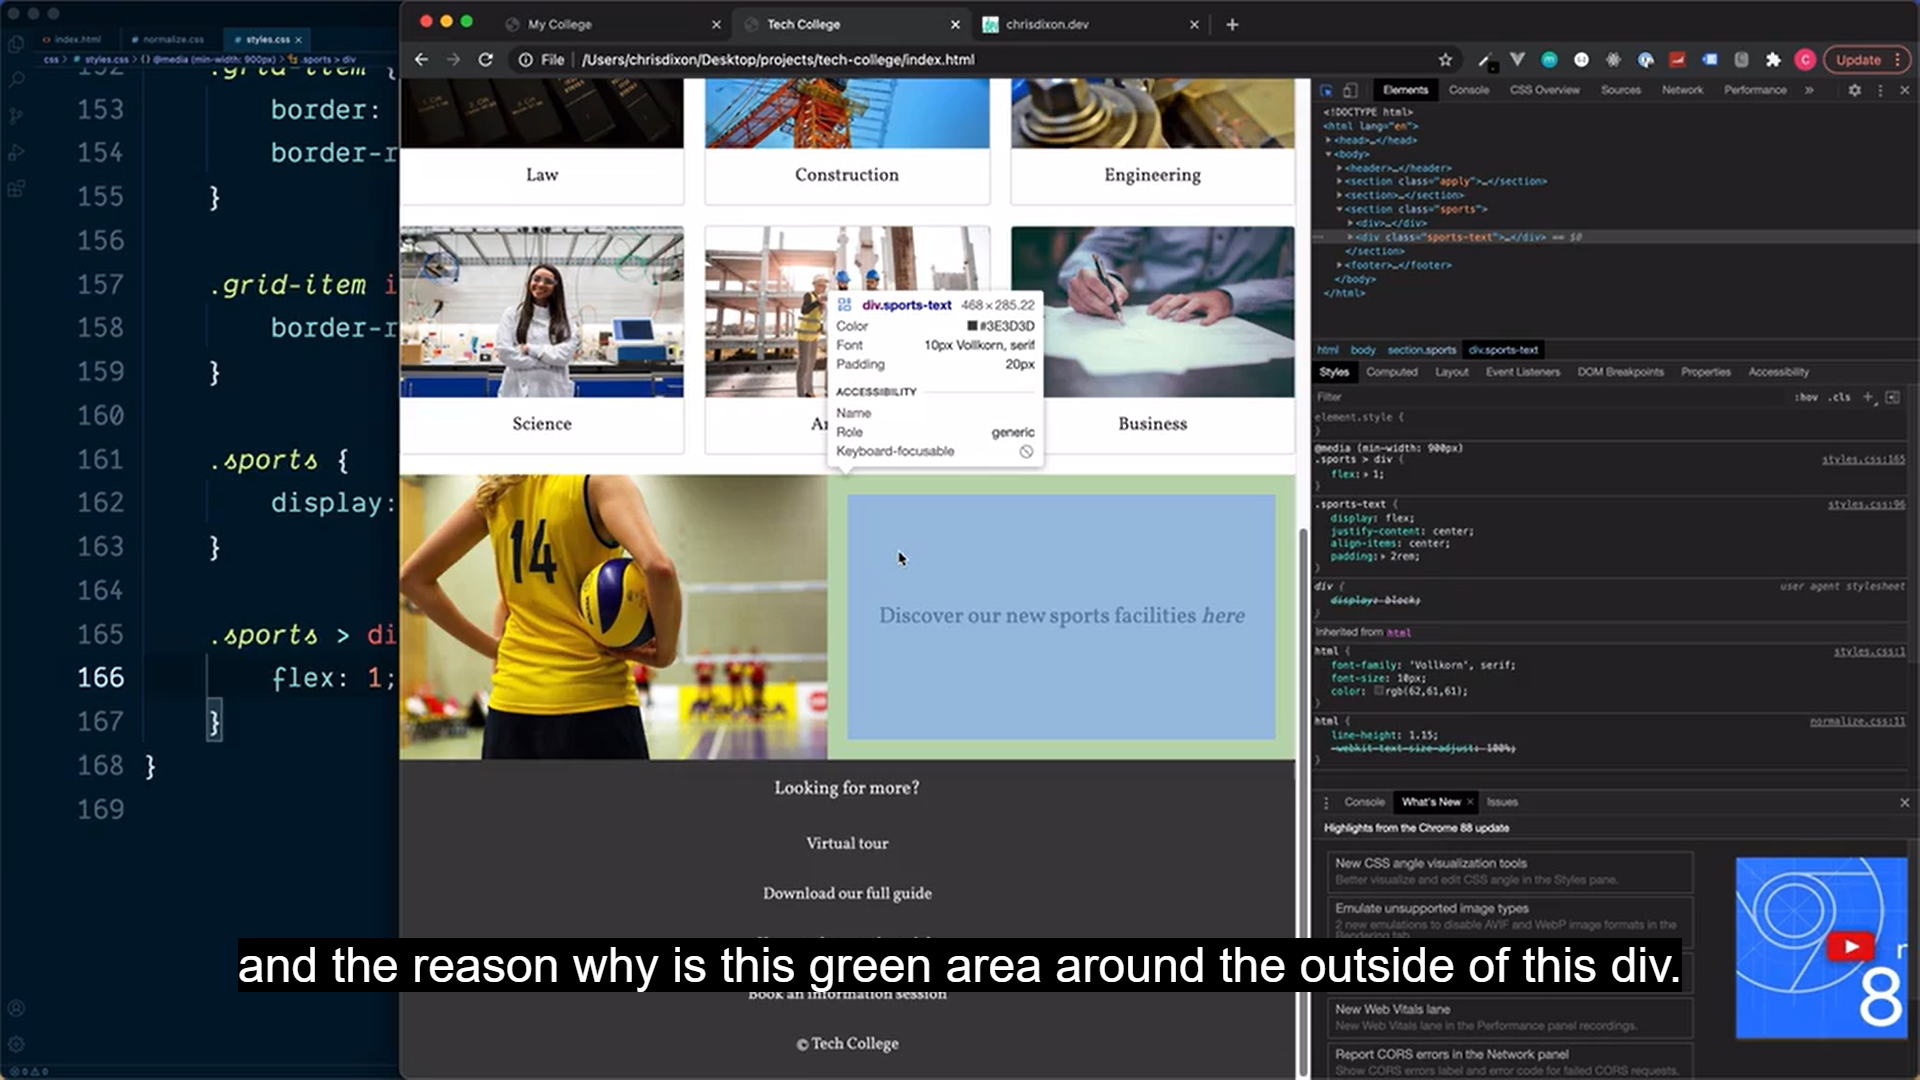 My College
Tech College
chrisdixon.dev
index.html
normalize.css
styles.css
css > styles.css > {} @media (min-width: 900px) > .sports > div
File
/Users/chrisdixon/Desktop/projects/tech-college/index.html
Update
152 .grid-item {
153 border:
154 border-r
155 }
156
157 .grid-item i
158 border-r
159 }
160
161 .sports {
162 display:
163 }
164
165 .sports > di
166 flex: 1;
167 }
168 }
169
Law
Construction
Engineering
Science
Ar
Business
div.sports-text 468 × 285.22
Color #3E3D3D
Font 10px Vollkorn, serif
Padding 20px
ACCESSIBILITY
Name
Role generic
Keyboard-focusable
14
Discover our new sports facilities here
Looking for more?
Virtual tour
Download our full guide
and the reason why is this green area around the outside of this div.
Book an information session
© Tech College
Elements Console CSS Overview Sources Network Performance »
<!DOCTYPE html>
<html lang="en">
<head>…</head>
<body>
<header>…</header>
<section class="apply">…</section>
<section>…</section>
<section class="sports">
<div>…</div>
<div class="sports-text">…</div> == $0
</section>
<footer>…</footer>
</body>
</html>
html body section.sports div.sports-text
Styles Computed Layout Event Listeners DOM Breakpoints Properties Accessibility
Filter :hov .cls +
element.style {
}
@media (min-width: 900px)
.sports > div { styles.css:165
flex: 1;
}
.sports-text { styles.css:96
display: flex;
justify-content: center;
align-items: center;
padding: 2rem;
}
div { user agent stylesheet
display: block;
}
Inherited from html
html { styles.css:1
font-family: 'Vollkorn', serif;
font-size: 10px;
color: rgb(62,61,61);
}
html { normalize.css:11
line-height: 1.15;
-webkit-text-size-adjust: 100%;
}
Console What's New Issues
Highlights from the Chrome 88 update
New CSS angle visualization tools
Better visualize and edit CSS angle in the Styles pane.
Emulate unsupported image types
2 new emulations to disable AVIF and WebP image formats in the
Rendering tab.
New Web Vitals lane
New Web Vitals lane in the Performance panel recordings.
Report CORS errors in the Network panel
Show CORS errors label and error code for failed CORS requests.
8